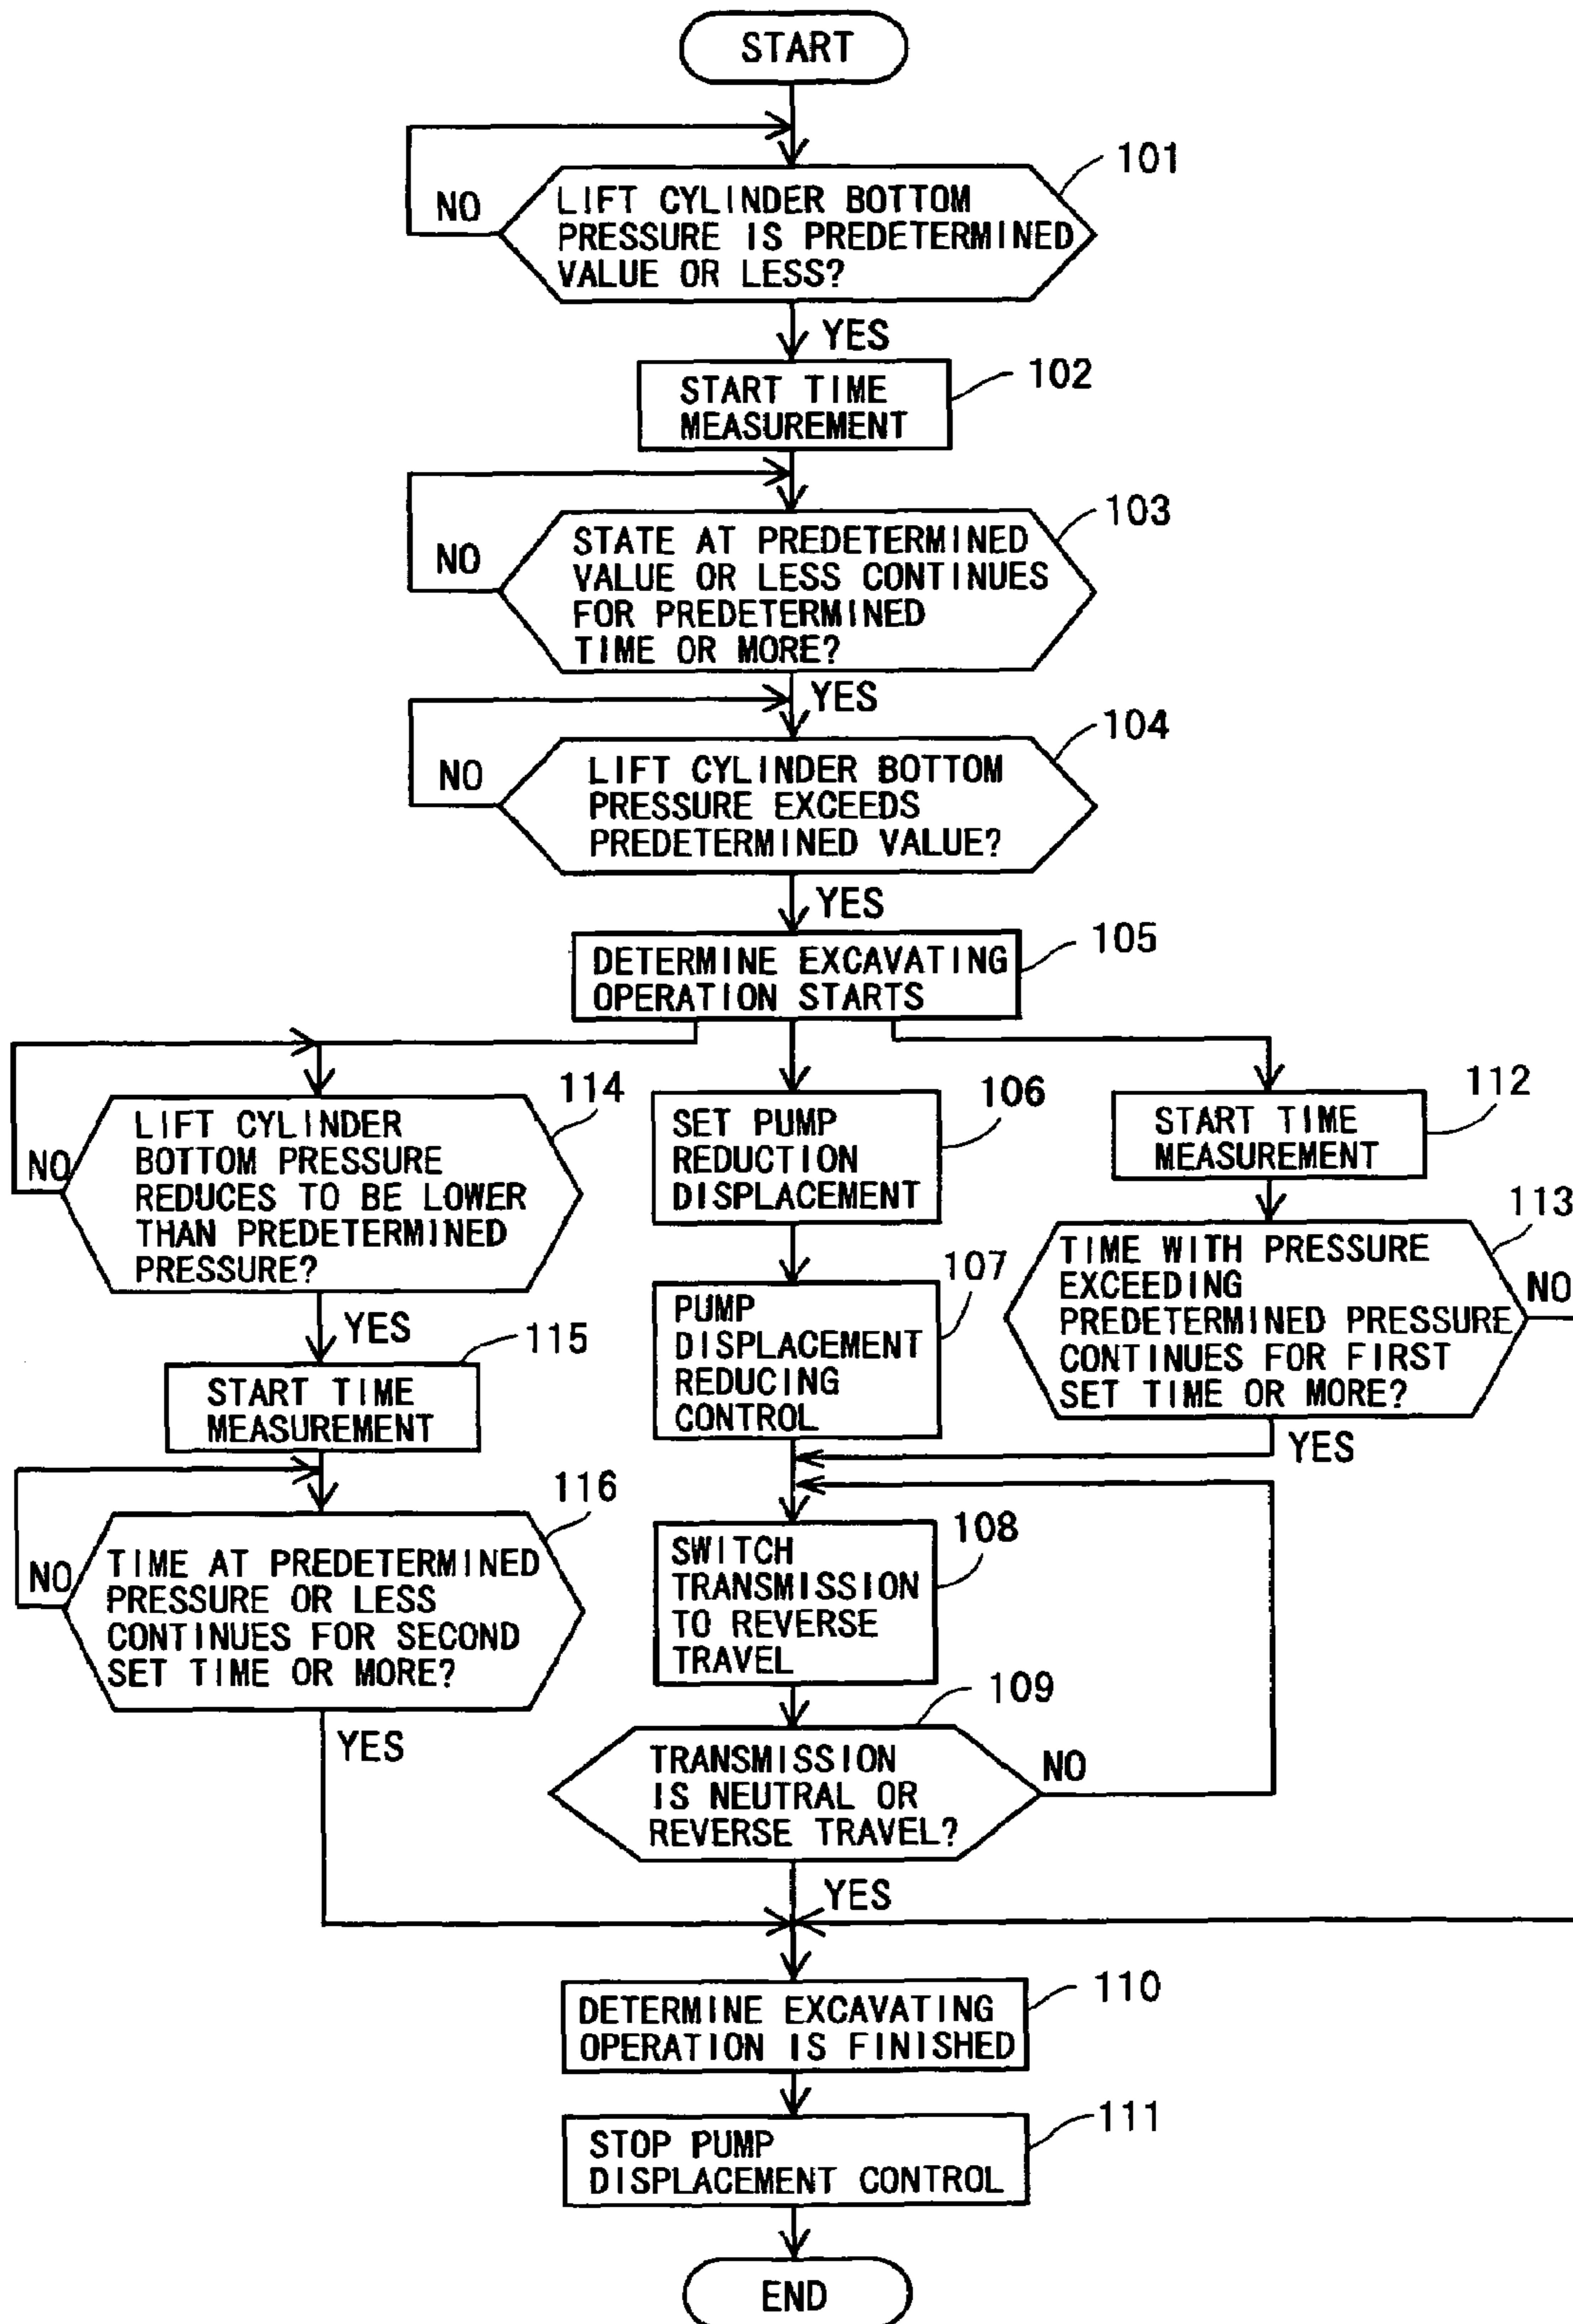 START
101
NO
LIFT CYLINDER BOTTOM
PRESSURE IS PREDETERMINED
VALUE OR LESS?
YES
102
START TIME
MEASUREMENT
103
NO
STATE AT PREDETERMINED
VALUE OR LESS CONTINUES
FOR PREDETERMINED
TIME OR MORE?
YES
104
NO
LIFT CYLINDER BOTTOM
PRESSURE EXCEEDS
PREDETERMINED VALUE?
YES
105
DETERMINE EXCAVATING
OPERATION STARTS
114
NO
LIFT CYLINDER
BOTTOM PRESSURE
REDUCES TO BE LOWER
THAN PREDETERMINED
PRESSURE?
YES
115
START TIME
MEASUREMENT
116
NO
TIME AT PREDETERMINED
PRESSURE OR LESS
CONTINUES FOR SECOND
SET TIME OR MORE?
YES
106
SET PUMP
REDUCTION
DISPLACEMENT
107
PUMP
DISPLACEMENT
REDUCING
CONTROL
112
START TIME
MEASUREMENT
113
TIME WITH PRESSURE
EXCEEDING
PREDETERMINED PRESSURE
CONTINUES FOR FIRST
SET TIME OR MORE?
NO
YES
108
SWITCH
TRANSMISSION
TO REVERSE
TRAVEL
109
TRANSMISSION
IS NEUTRAL OR
REVERSE TRAVEL?
NO
YES
110
DETERMINE EXCAVATING
OPERATION IS FINISHED
111
STOP PUMP
DISPLACEMENT CONTROL
END